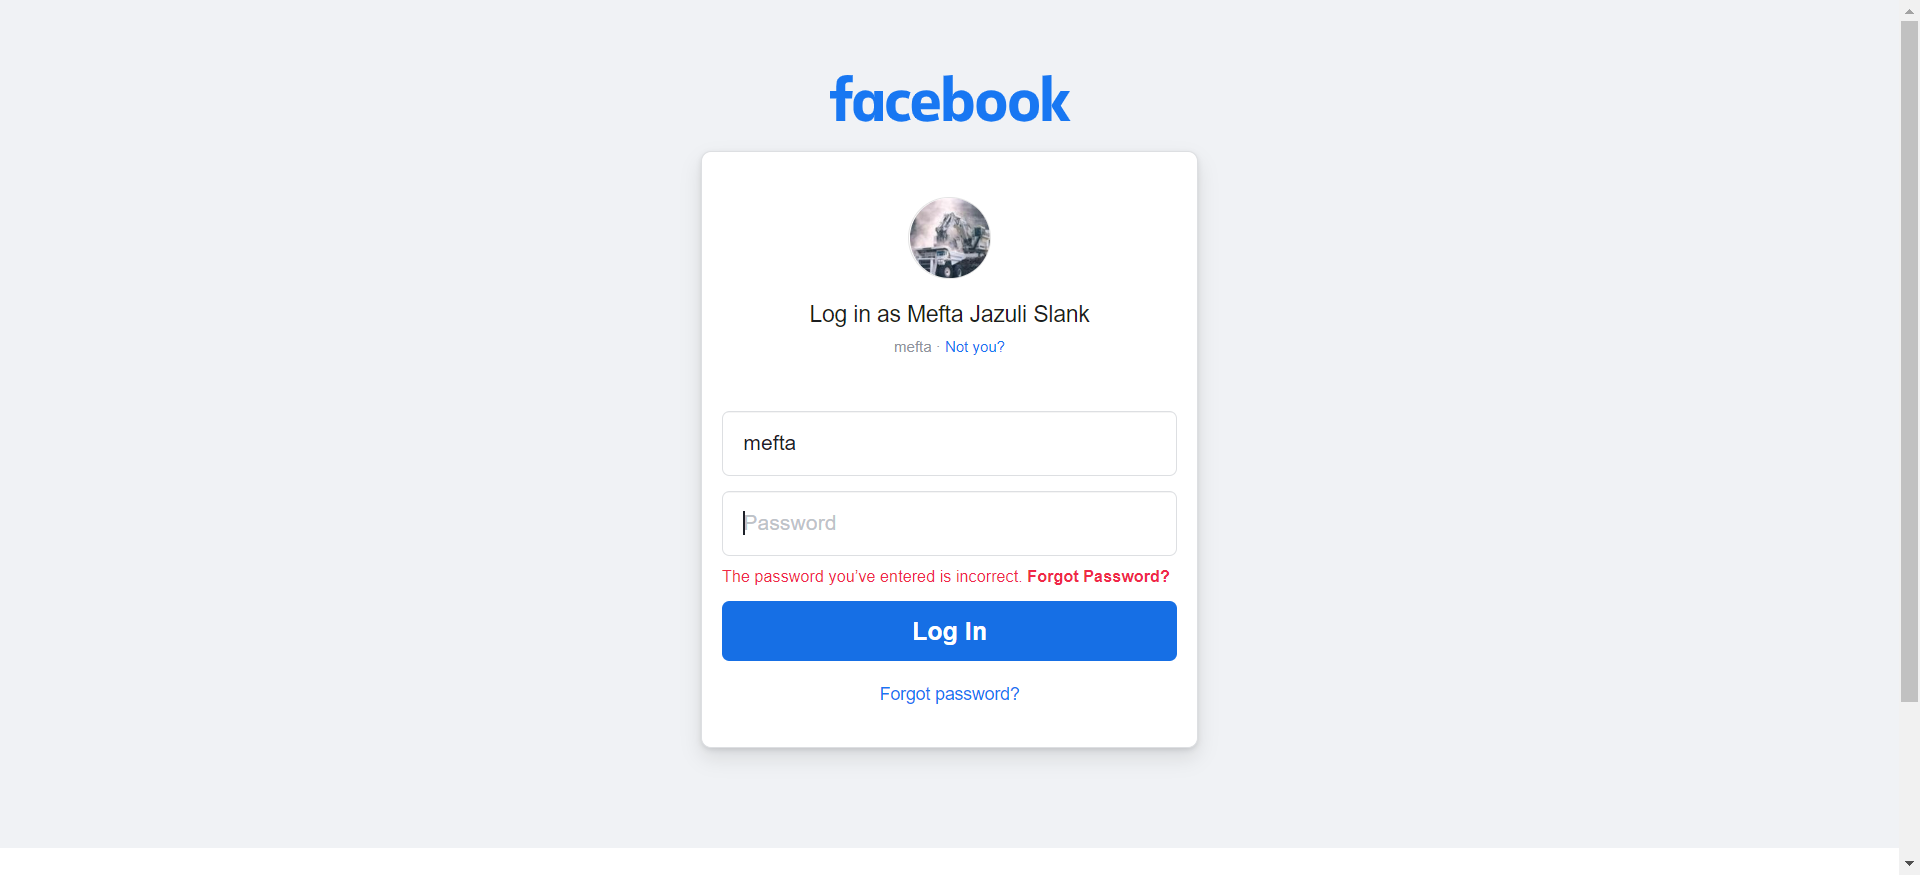 facebook
Log in as Mefta Jazuli Slank
mefta · Not you?
mefta
Password
The password you’ve entered is incorrect. Forgot Password?
Log In
Forgot password?